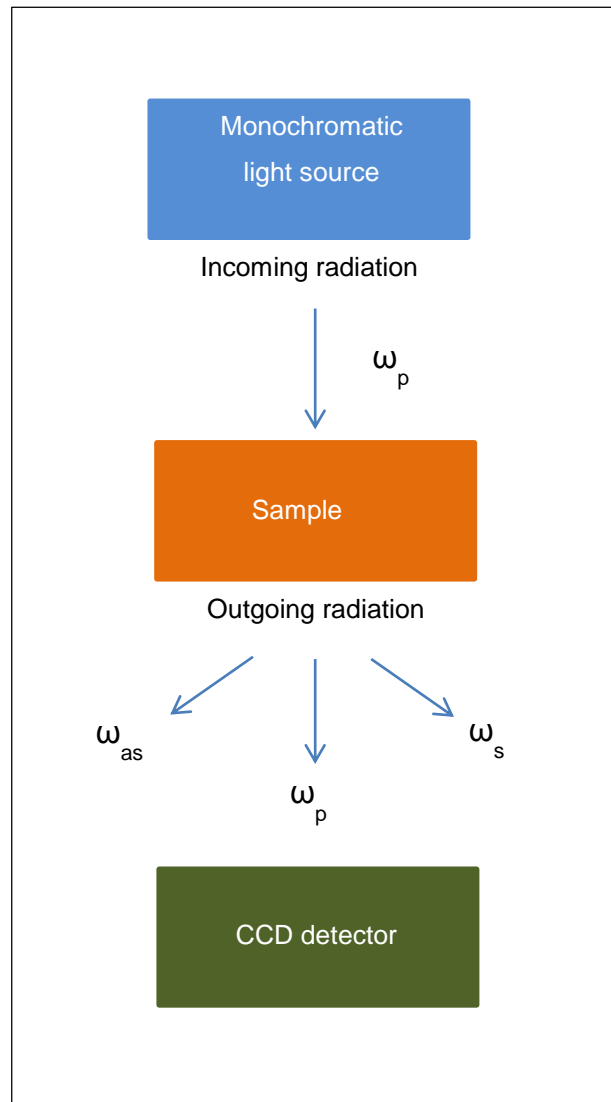 Monochromatic
light source
Incoming radiation
ωp
Sample
Outgoing radiation
ωas
ωp
ωs
CCD detector